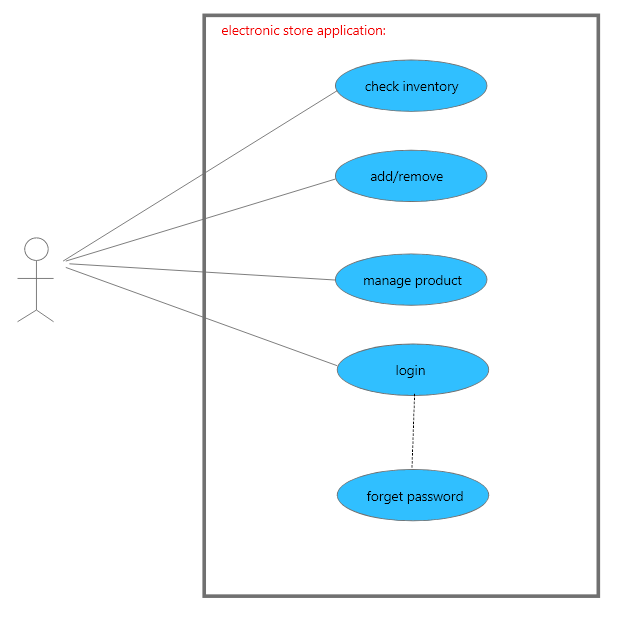 electronic store application:
check inventory
add/remove
manage product
login
forget password